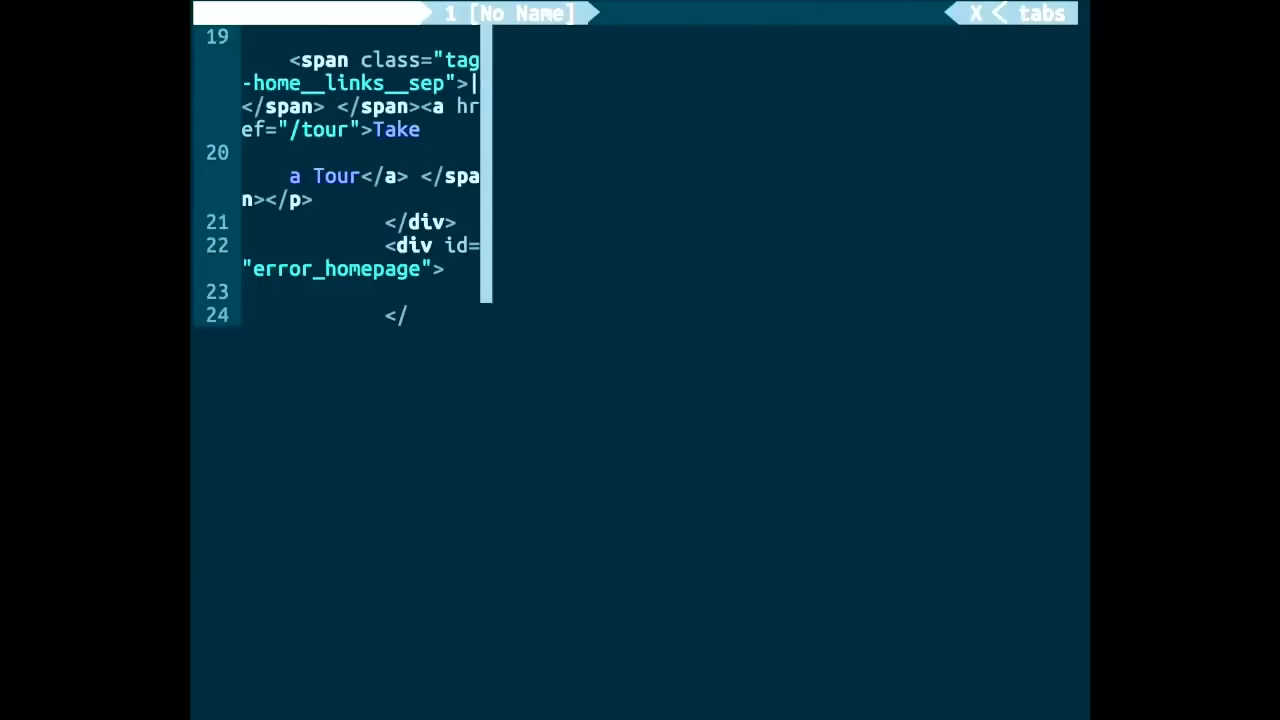 1 [No Name] X < tabs
19
<span class="tag
-home__links__sep">|
</span> </span><a hr
ef="/tour">Take
20
a Tour</a> </spa
n></p>
21 </div>
22 <div id=
"error_homepage">
23
24 </